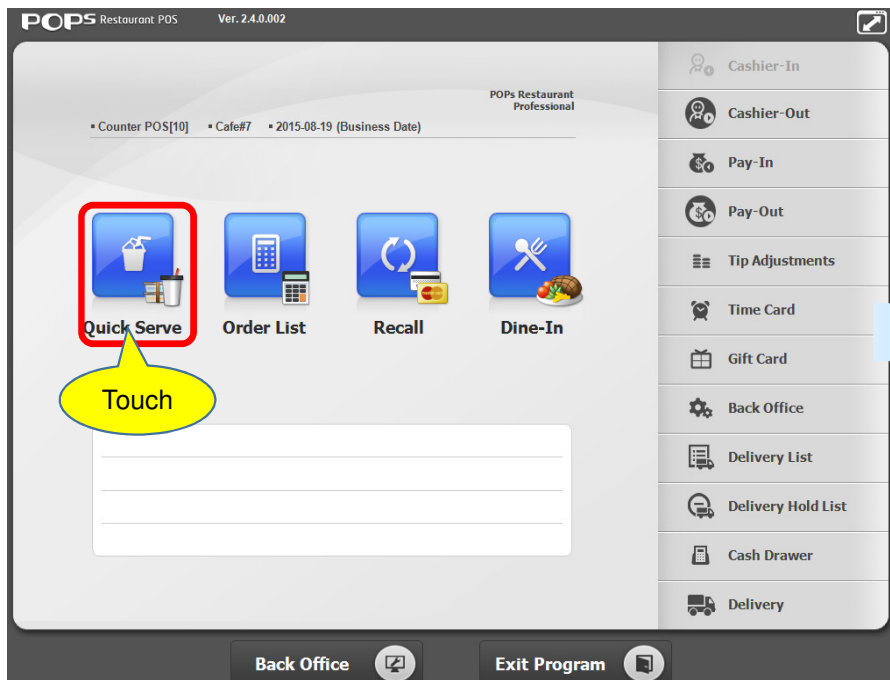 POPS Restaurant POS Ver. 2.4.0.002
POPs Restaurant
Professional
▪ Counter POS[10] ▪ Cafe#7 ▪ 2015-08-19 (Business Date)
Quick Serve
Order List
Recall
Dine-In
Touch
Cashier-In
Cashier-Out
Pay-In
Pay-Out
Tip Adjustments
Time Card
Gift Card
Back Office
Delivery List
Delivery Hold List
Cash Drawer
Delivery
Back Office
Exit Program